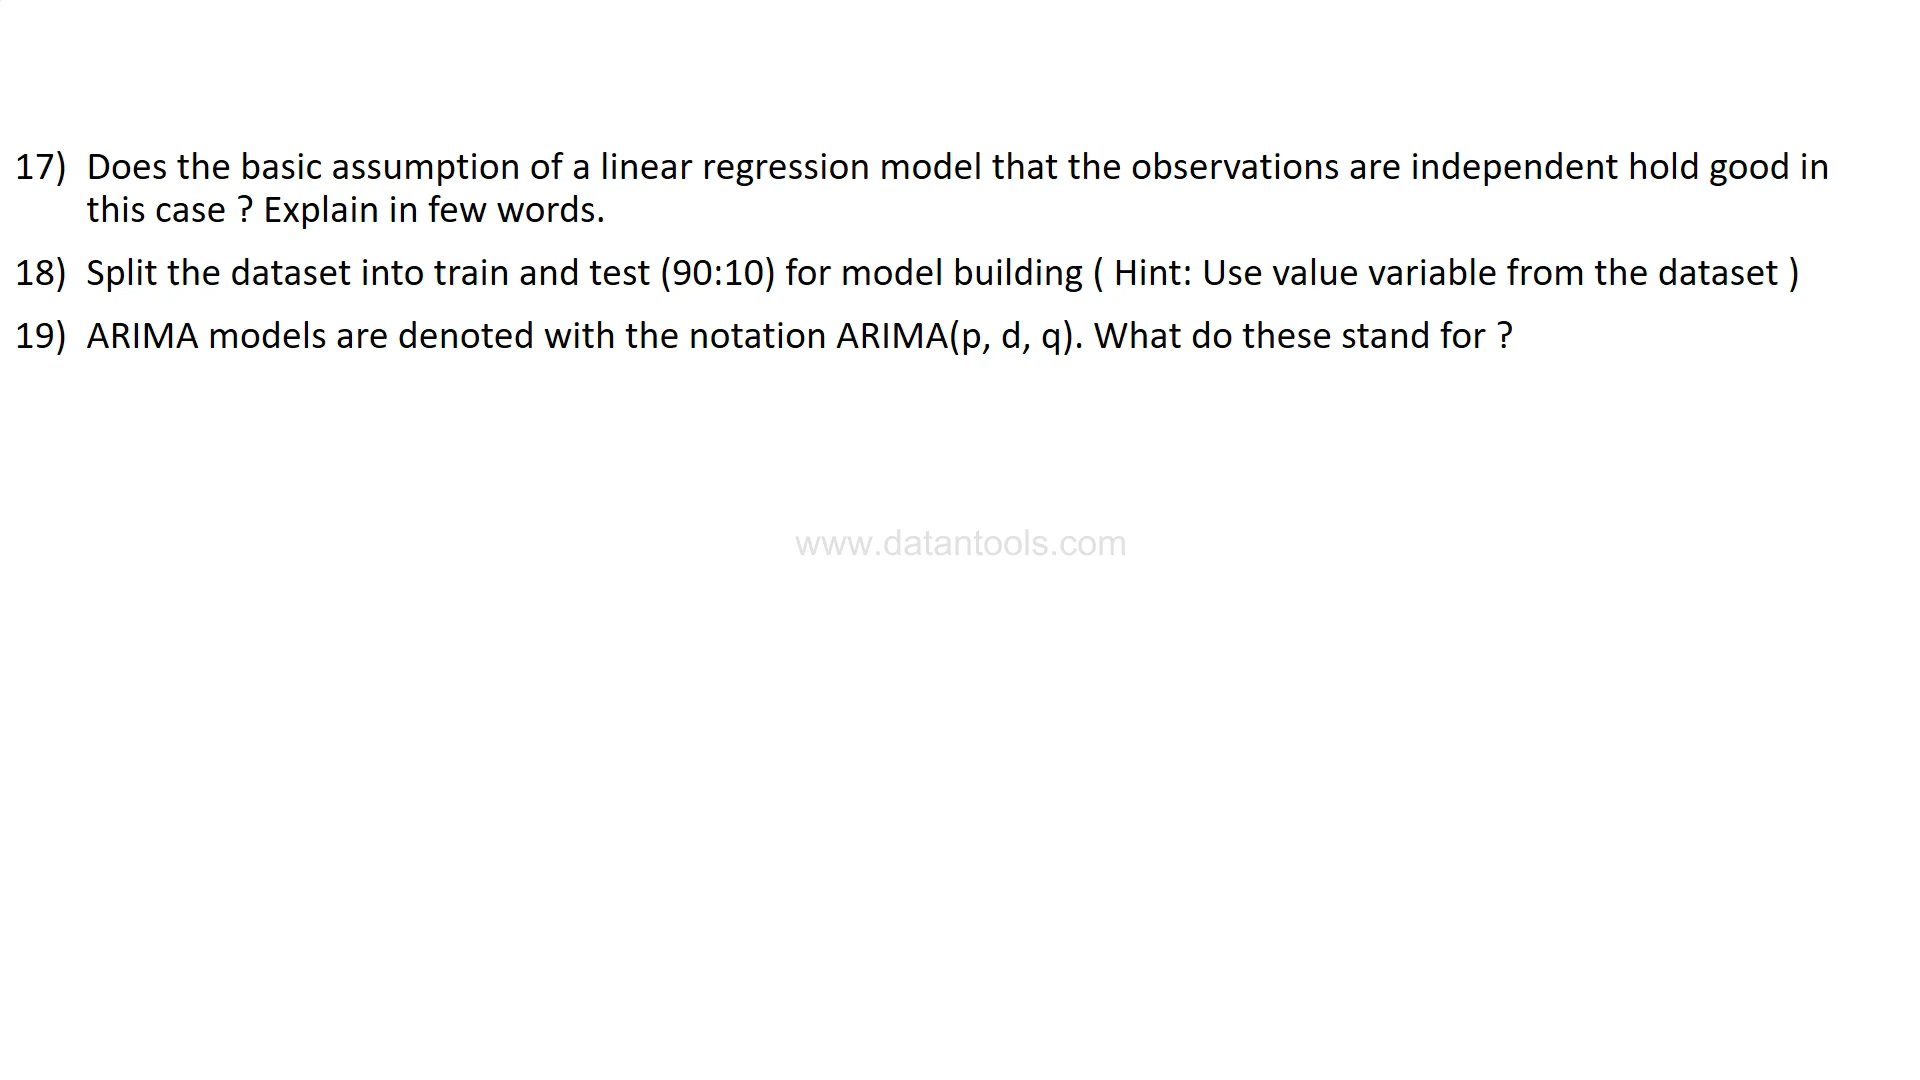 17) Does the basic assumption of a linear regression model that the observations are independent hold good in
this case ? Explain in few words.
18) Split the dataset into train and test (90:10) for model building ( Hint: Use value variable from the dataset )
19) ARIMA models are denoted with the notation ARIMA(p, d, q). What do these stand for ?
www.datantools.com